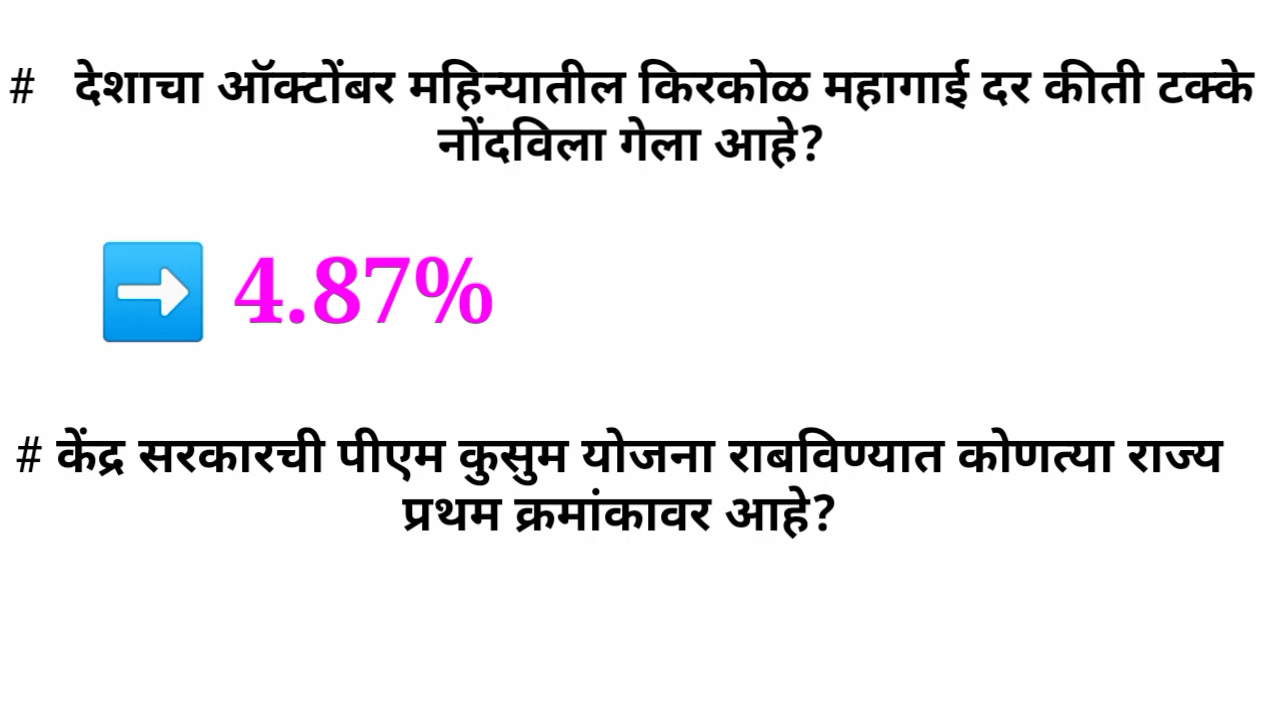 # देशाचा ऑक्टोंबर महिन्यातील किरकोळ महागाई दर कीती टक्के
नोंदविला गेला आहे?
➡ 4.87%
# केंद्र सरकारची पीएम कुसुम योजना राबविण्यात कोणत्या राज्य
प्रथम क्रमांकावर आहे?